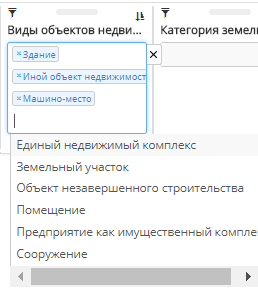 Виды объектов недви... Категория земель
×Здание
×Иной объект недвижимост
×Машино-место
Единый недвижимый комплекс
Земельный участок
Объект незавершенного строительства
Помещение
Предприятие как имущественный компле
Сооружение